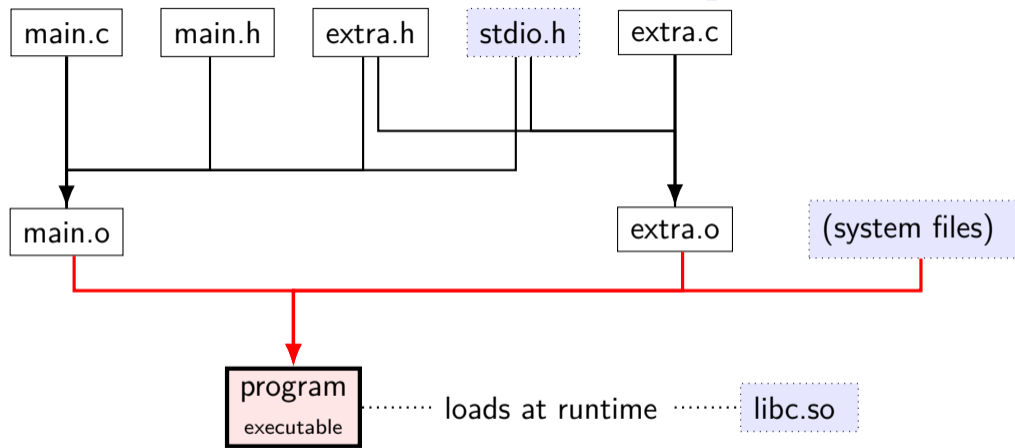 main.c
main.h
extra.h
stdio.h
extra.c
main.o
extra.o
(system files)
program
executable
loads at runtime
libc.so